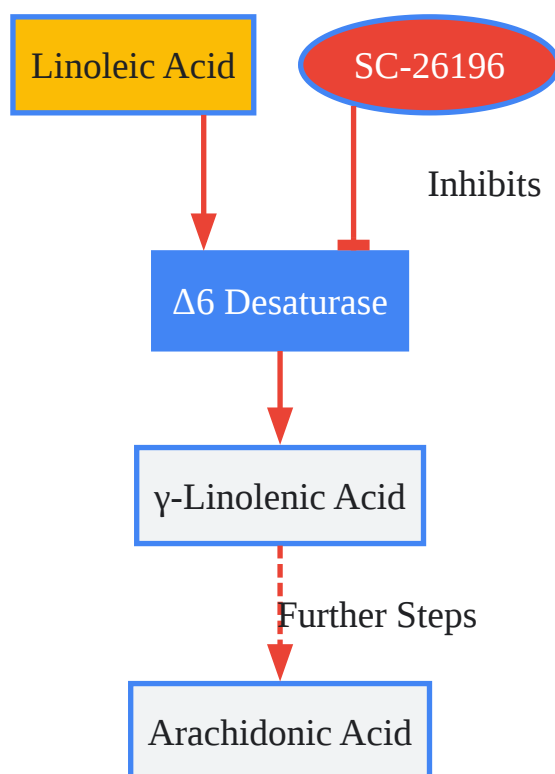 Linoleic Acid
SC-26196
Inhibits
Δ6 Desaturase
γ-Linolenic Acid
Further Steps
Arachidonic Acid